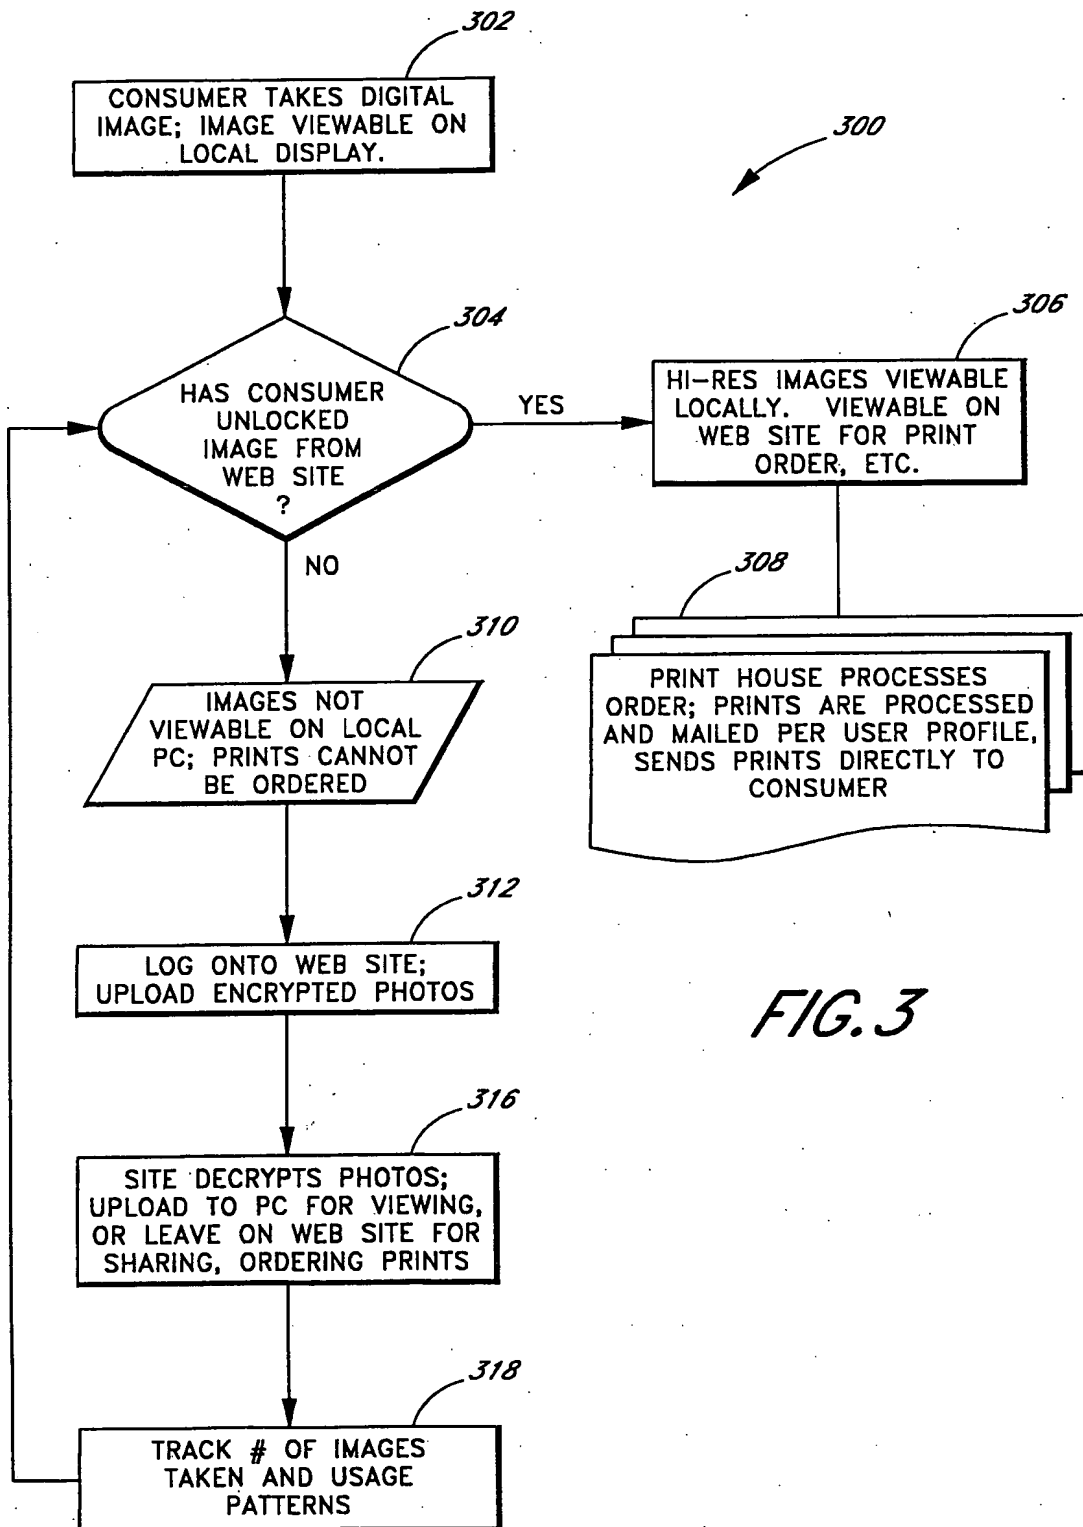 302
CONSUMER TAKES DIGITAL
IMAGE; IMAGE VIEWABLE ON
LOCAL DISPLAY.
300
304
HAS CONSUMER
UNLOCKED
IMAGE FROM
WEB SITE
?
YES
NO
306
HI-RES IMAGES VIEWABLE
LOCALLY. VIEWABLE ON
WEB SITE FOR PRINT
ORDER, ETC.
308
PRINT HOUSE PROCESSES
ORDER; PRINTS ARE PROCESSED
AND MAILED PER USER PROFILE,
SENDS PRINTS DIRECTLY TO
CONSUMER
310
IMAGES NOT
VIEWABLE ON LOCAL
PC; PRINTS CANNOT
BE ORDERED
312
LOG ONTO WEB SITE;
UPLOAD ENCRYPTED PHOTOS
FIG. 3
316
SITE DECRYPTS PHOTOS;
UPLOAD TO PC FOR VIEWING,
OR LEAVE ON WEB SITE FOR
SHARING, ORDERING PRINTS
318
TRACK # OF IMAGES
TAKEN AND USAGE
PATTERNS